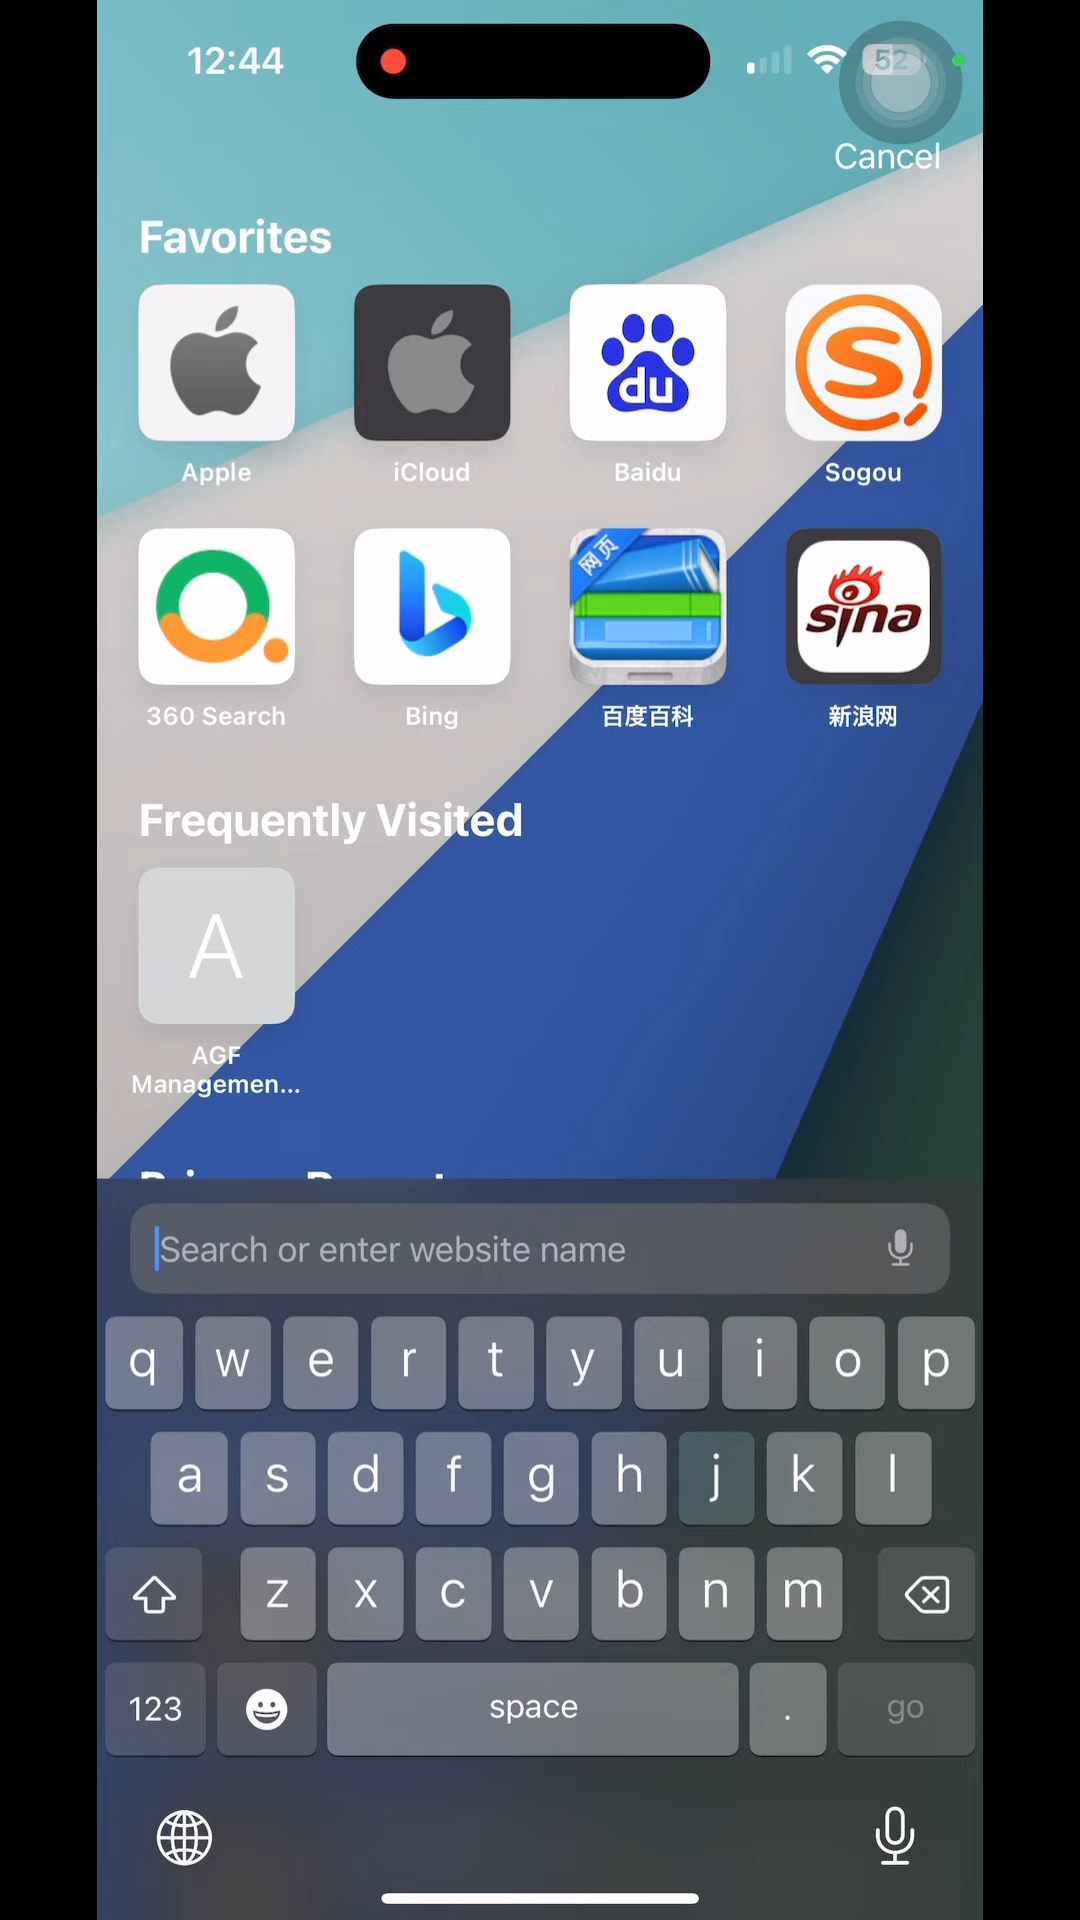 12:44
52
Cancel
Favorites
du
S
Apple
iCloud
Baidu
Sogou
网页
sina
360 Search
Bing
百度百科
新浪网
Frequently Visited
A
AGF
Managemen...
Search or enter website name
q w e r t y u i o p
a s d f g h j k l
z x c v b n m
123
space
.
go